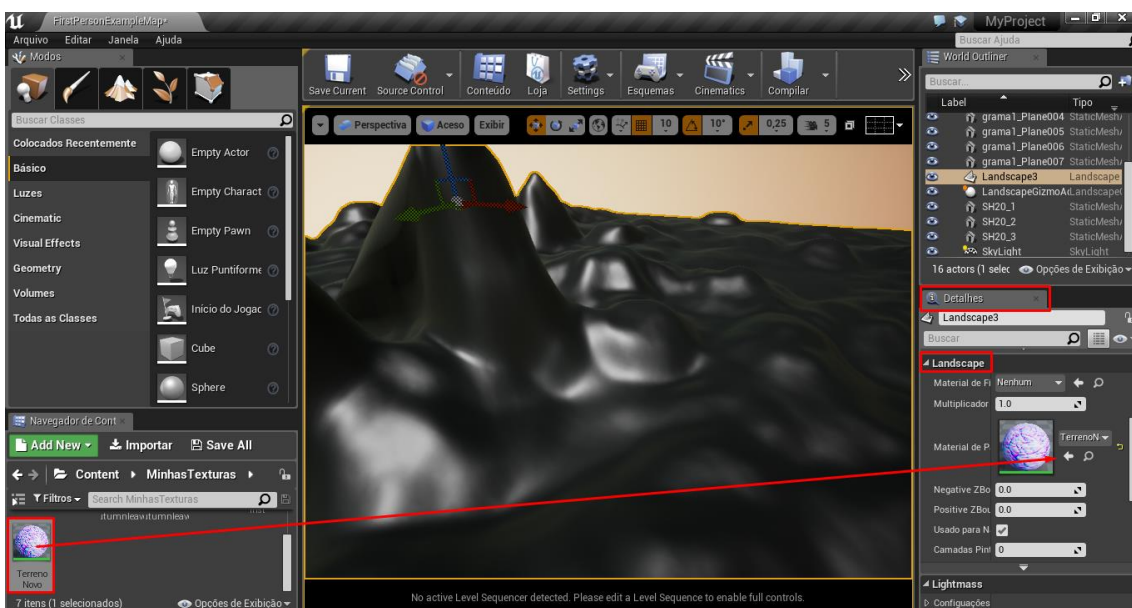 FirstPersonExampleMap*
MyProject
Arquivo Editar Janela Ajuda
Buscar Ajuda
Modos
Save Current Source Control Conteúdo Loja Settings Esquemas Cinematics Compilar
World Outliner
Buscar...
Label Tipo
Buscar Classes
Perspectiva Aceso Exibir 10 10° 0,25 5
grama1_Plane004 StaticMesh
grama1_Plane005 StaticMesh
grama1_Plane006 StaticMesh
grama1_Plane007 StaticMesh
Landscape3 Landscape
LandscapeGizmoAc Landscape
SH20_1 StaticMesh
SH20_2 StaticMesh
SH20_3 StaticMesh
SkyLight SkyLight
16 actors (1 selec Opções de Exibição
Colocados Recentemente
Básico
Luzes
Cinematic
Visual Effects
Geometry
Volumes
Todas as Classes
Empty Actor
Empty Charact
Empty Pawn
Luz Puntiforme
Início do Jogac
Cube
Sphere
Detalhes
Landscape3
Buscar
Landscape
Material de Fi Nenhum
Multiplicador 1.0
Material de P TerrenoN
Negative ZBo 0.0
Positive ZBou 0.0
Usado para N
Camadas Pint 0
Lightmass
Configuações
Navegador de Cont
Add New Importar Save All
Content MinhasTexturas
Filtros Search MinhasTexturas
Terreno
Novo
7 itens (1 selecionados) Opções de Exibição
No active Level Sequencer detected. Please edit a Level Sequence to enable full controls.